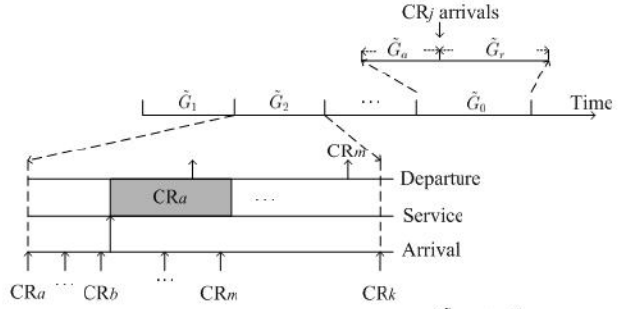 CRj arrivals
G̃a G̃r
G̃1 G̃2 ... G̃0 Time
CRm
Departure
CRa ...
Service
Arrival
... ...
CRa CRb CRm CRk